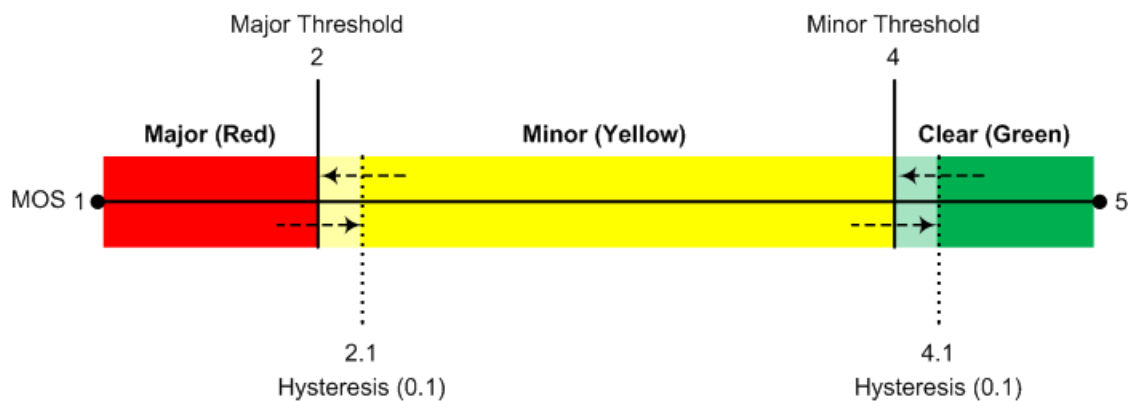 Major Threshold
2
Minor Threshold
4
Major (Red)
Minor (Yellow)
Clear (Green)
MOS 1
5
2.1
Hysteresis (0.1)
4.1
Hysteresis (0.1)